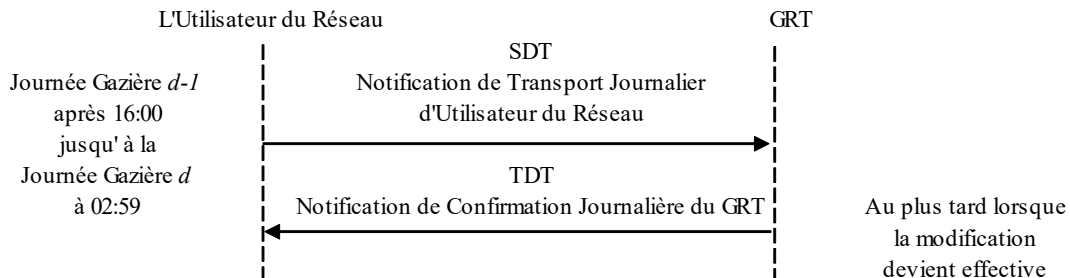 L'Utilisateur du Réseau
GRT
SDT
Journée Gazière d-1
Notification de Transport Journalier
après 16:00
d'Utilisateur du Réseau
jusqu' à la
Journée Gazière d
TDT
à 02:59
Notification de Confirmation Journalière du GRT
Au plus tard lorsque
la modification
devient effective